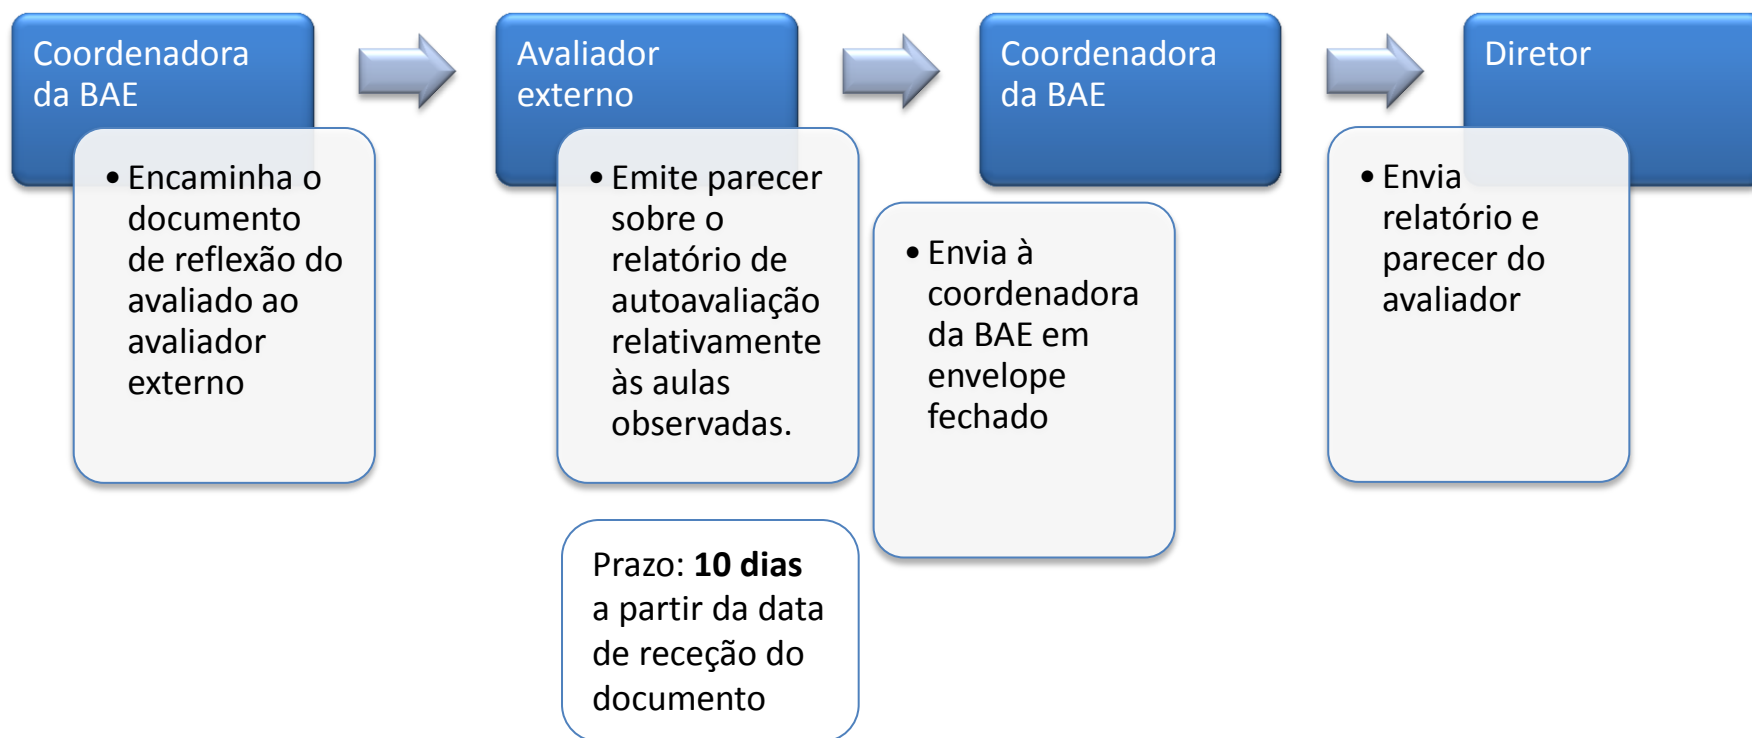 Coordenadora
da BAE
• Encaminha o
documento
de reflexão do
avaliado ao
avaliador
externo
Avaliador
externo
• Emite parecer
sobre o
relatório de
autoavaliação
relativamente
às aulas
observadas.
Prazo: 10 dias
a partir da data
de receção do
documento
Coordenadora
da BAE
• Envia à
coordenadora
da BAE em
envelope
fechado
Diretor
• Envia
relatório e
parecer do
avaliador